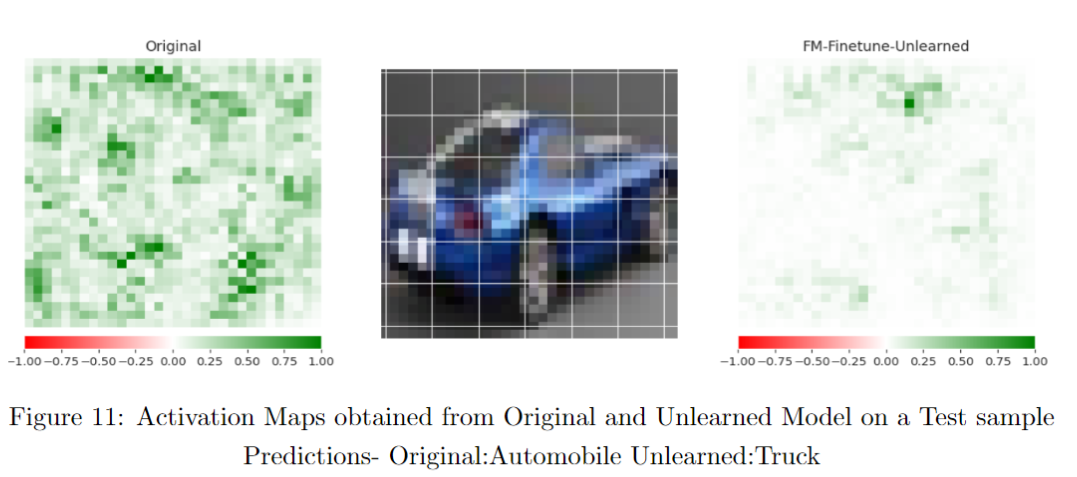 Original
FM-Finetune-Unlearned
−1.00−0.75−0.50−0.25 0.00 0.25 0.50 0.75 1.00
−1.00−0.75−0.50−0.25 0.00 0.25 0.50 0.75 1.00
Figure 11: Activation Maps obtained from Original and Unlearned Model on a Test sample
Predictions- Original:Automobile Unlearned:Truck